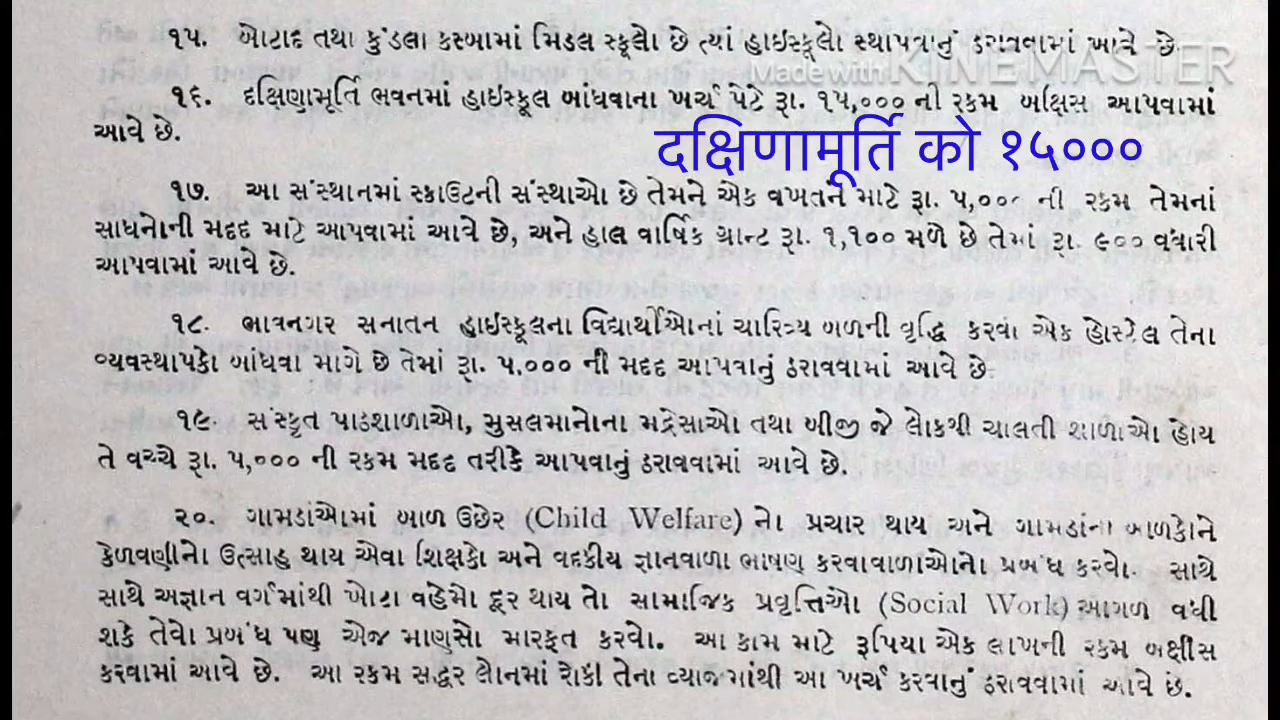 ૧૫. બોટાદ તથા કુંડલા કસબામાં મિડલ સ્કૂલો છે ત્યાં હાઇસ્કૂલો સ્થાપવાનું ઠરાવવામાં આવે છે.
Made with KINEMASTER
૧૬. દક્ષિણામૂર્તિ ભવનમાં હાઇસ્કૂલ બાંધવાના ખર્ચ પેટે રૂા. ૧૫,૦૦૦ ની રકમ બક્ષિસ આપવામાં
આવે છે.
दक्षिणामूर्ति को १५०००
૧૭. આ સંસ્થાનમાં સ્કાઉટની સંસ્થાઓ છે તેમને એક વખતને માટે રૂા. ૫,૦૦૦ ની રકમ તેમનાં
સાધનોની મદદ માટે આપવામાં આવે છે, અને હાલ વાર્ષિક ગ્રાન્ટ રૂા. ૧,૧૦૦ મળે છે તેમાં રૂા. ૯૦૦ વધારી
આપવામાં આવે છે.
૧૮. ભાવનગર સનાતન હાઇસ્કૂલના વિદ્યાર્થીઓનાં ચારિત્ર્ય બળની વૃદ્ધિ કરવા એક હોસ્ટેલ તેના
વ્યવસ્થાપકો બાંધવા માંગે છે તેમાં રૂા. ૫,૦૦૦ ની મદદ આપવાનું ઠરાવવામાં આવે છે.
૧૯. સંસ્કૃત પાઠશાળાઓ, મુસલમાનોના મદ્રેસાઓ તથા બીજી જે લોકથી ચાલતી શાળાઓ હોય
તે વચ્ચે રૂા. ૫,૦૦૦ ની રકમ મદદ તરીકે આપવાનું ઠરાવવામાં આવે છે.
૨૦. ગામડાંઓમાં બાળ ઉછેર (Child Welfare) નો પ્રચાર થાય અને ગામડાંના બાળકોને
કેળવણીનો ઉત્સાહ થાય એવા શિક્ષકો અને વૈદકીય જ્ઞાનવાળા ભાષણ કરવાવાળાંઓનો પ્રબંધ કરવો. સાથે
સાથે અજ્ઞાન વર્ગમાંથી ખોટા વહેમો દૂર થાય તો સામાજિક પ્રવૃત્તિઓ (Social Work) આગળ વધી
શકે તેવો પ્રબંધ પણ એજ માણસો મારફત કરવો. આ કામ માટે રૂપિયા એક લાખની રકમ બક્ષીસ
કરવામાં આવે છે. આ રકમ સદ્ધર લોનમાં રોકી તેના વ્યાજમાંથી આ ખર્ચ કરવાનું ઠરાવવામાં આવે છે.